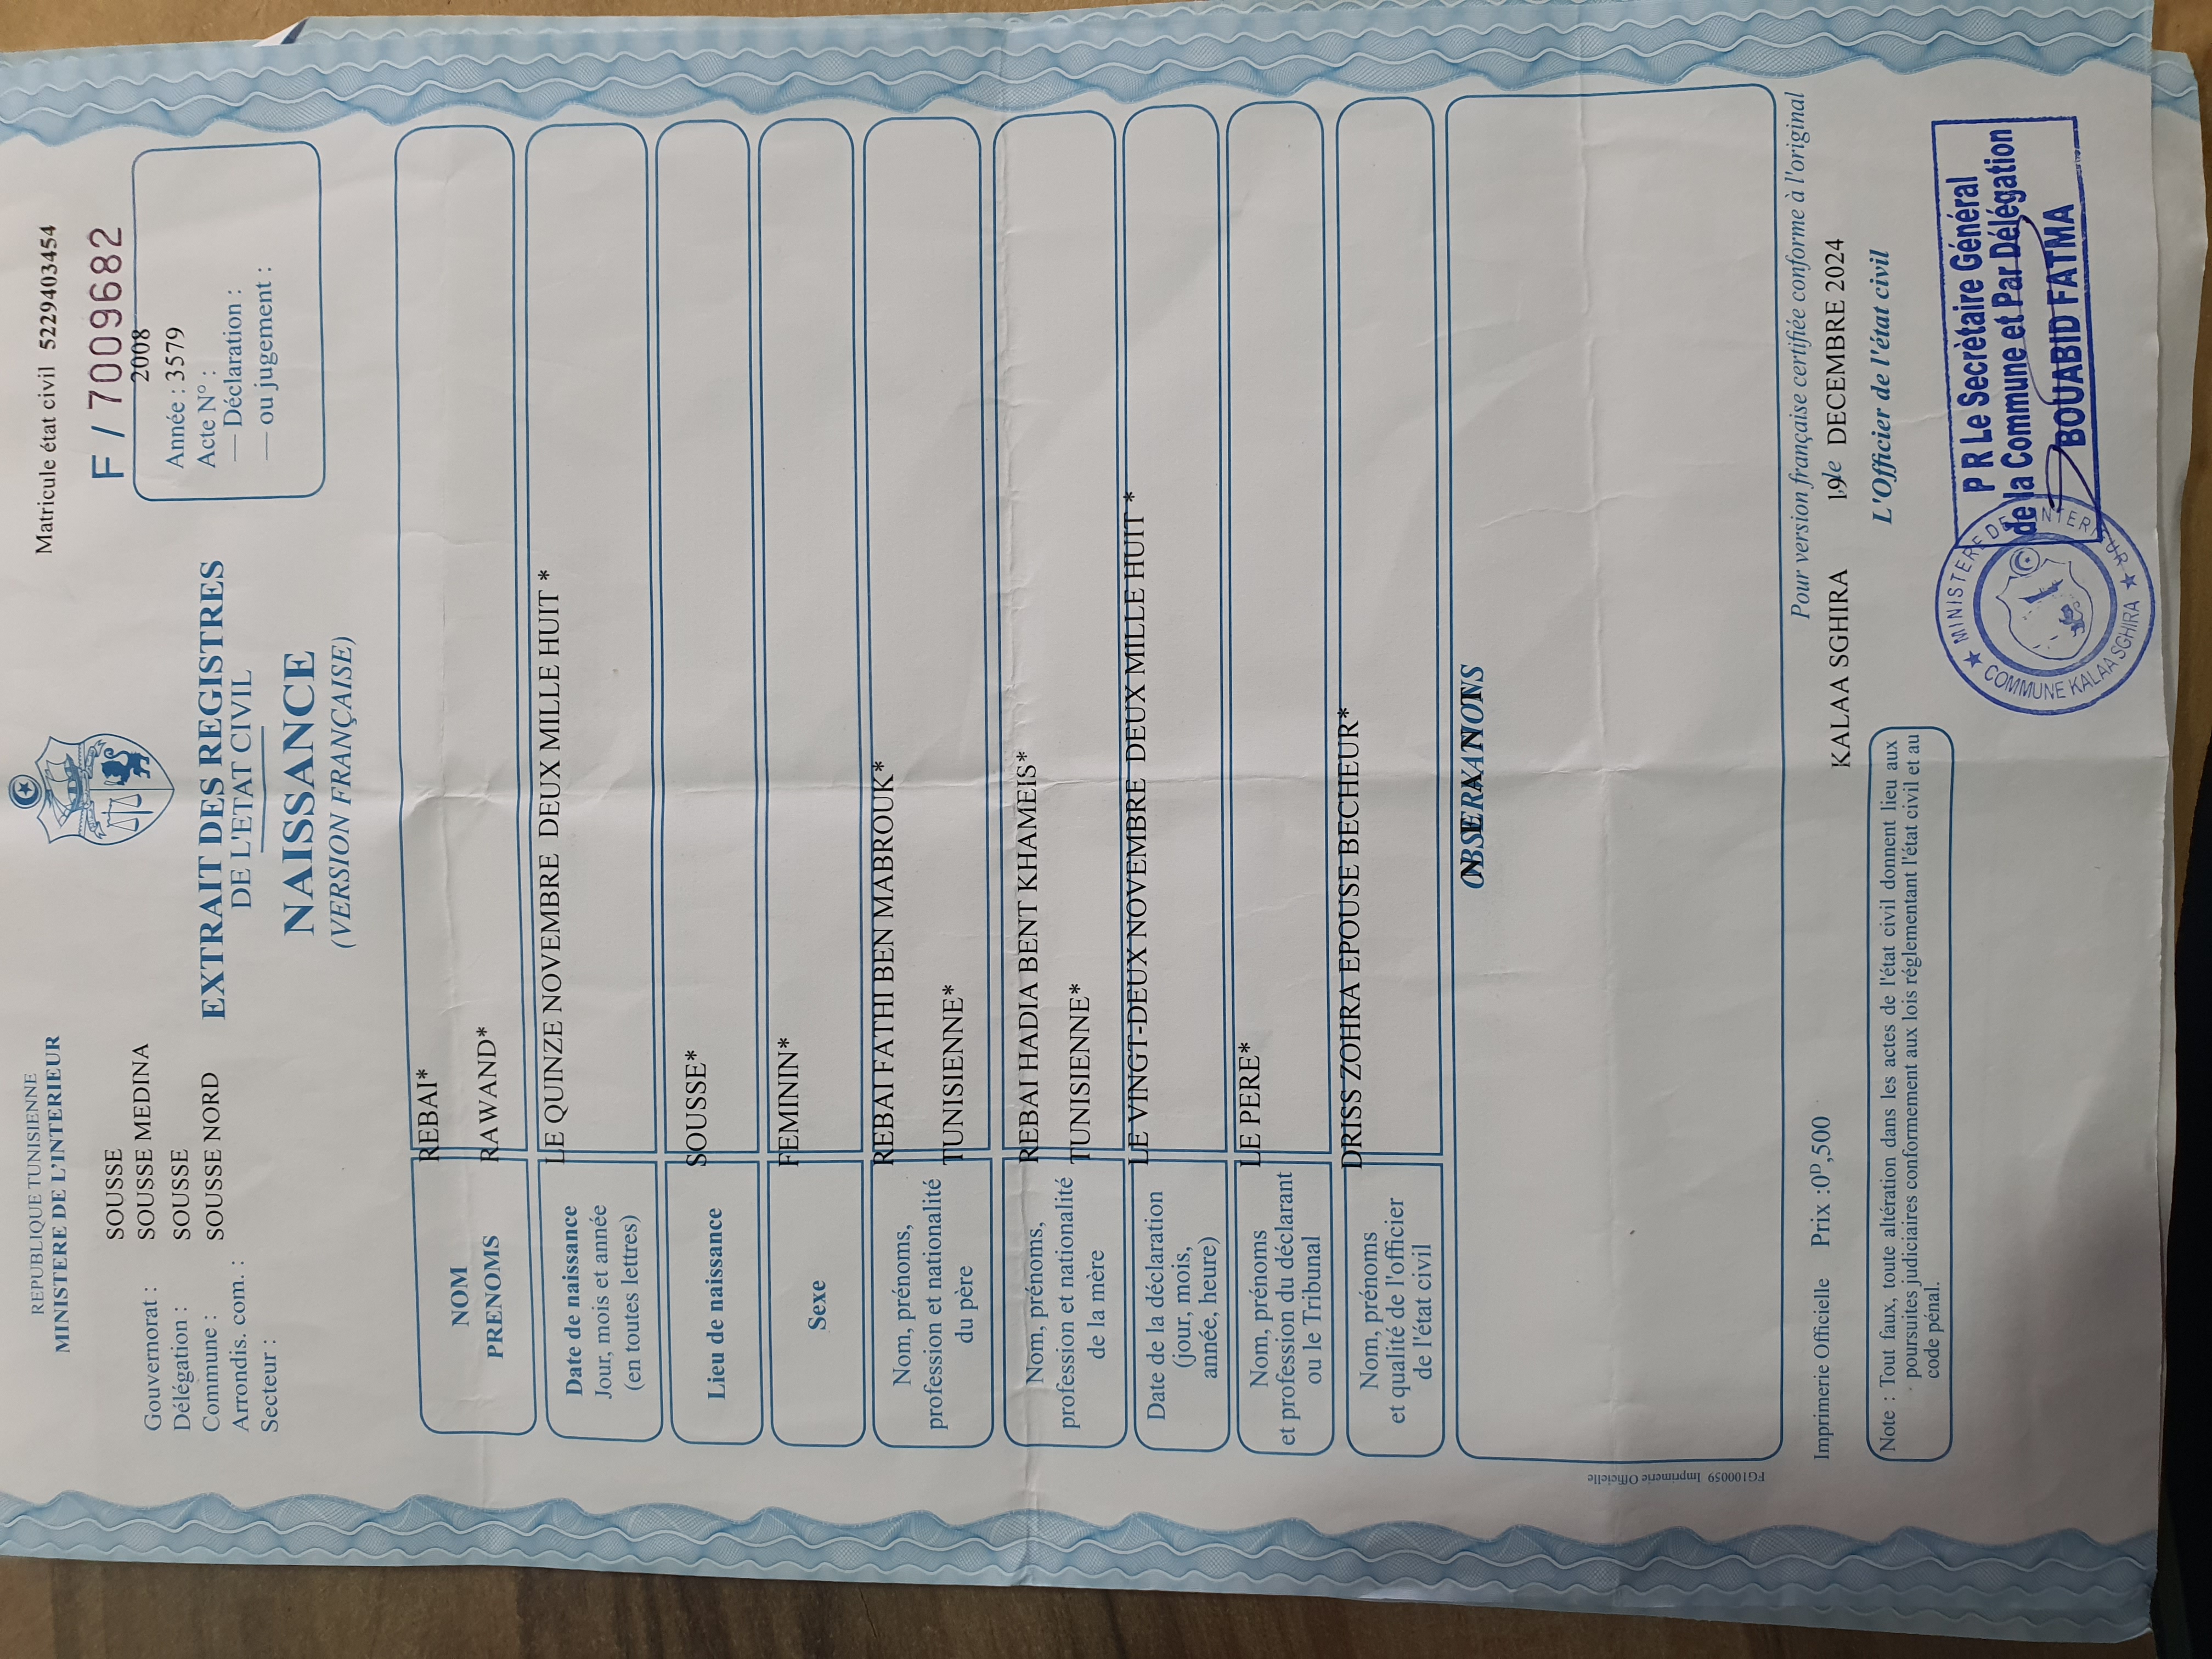 REPUBLIQUE TUNISIENNE
MINISTERE DE L'INTERIEUR
Matricule état civil 5229403454
F / 7009682
SOUSSE
Gouvernorat : SOUSSE MEDINA
Délégation : SOUSSE
Commune : SOUSSE NORD
Arrondis. com. :
Secteur :
EXTRAIT DES REGISTRES
DE L'ETAT CIVIL
NAISSANCE
(VERSION FRANÇAISE)
2008
Année : 3579
Acte N° :
— Déclaration :
— ou jugement :
NOM REBAI*
PRENOMS RAWAND*
Date de naissance
Jour, mois et année
(en toutes lettres)
LE QUINZE NOVEMBRE DEUX MILLE HUIT *
Lieu de naissance SOUSSE*
Sexe FEMININ*
Nom, prénoms,
profession et nationalité
du père
REBAI FATHI BEN MABROUK*
TUNISIENNE*
Nom, prénoms,
profession et nationalité
de la mère
REBAI HADIA BENT KHAMEIS*
TUNISIENNE*
Date de la déclaration
(jour, mois,
année, heure)
LE VINGT-DEUX NOVEMBRE DEUX MILLE HUIT *
Nom, prénoms
et profession du déclarant
ou le Tribunal
LE PERE*
Nom, prénoms
et qualité de l'officier
de l'état civil
DRISS ZOHRA EPOUSE BECHEUR*
FG100059 Imprimerie Officielle
Pour version française certifiée conforme à l'original
Imprimerie Officielle Prix :0D,500
KALAA SGHIRA 19e DECEMBRE 2024
L'Officier de l'état civil
Note : Tout faux, toute altération dans les actes de l'état civil donnent lieu aux
poursuites judiciaires conformement aux lois réglementant l'état civil et au
code pénal.
P R Le Secrètaire Général
de la Commune et Par Délégation
BOUABID FATMA
MINISTERE DE L'INTERIEUR
COMMUNE KALAA SGHIRA